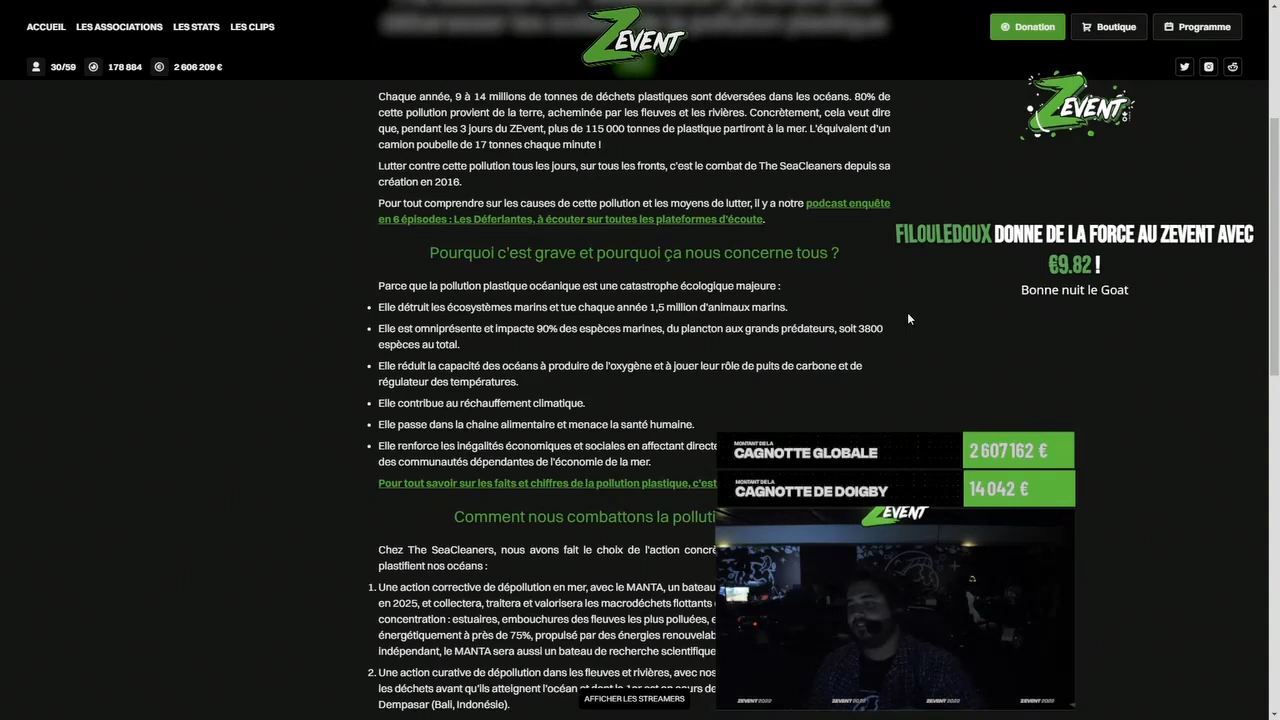 ACCUEIL LES ASSOCIATIONS LES STATS LES CLIPS
ZEVENT
Donation Boutique Programme
30/59 178 884 2 606 209 €
Chaque année, 9 à 14 millions de tonnes de déchets plastiques sont déversées dans les océans. 80% de
cette pollution provient de la terre, acheminée par les fleuves et les rivières. Concrètement, cela veut dire
que, pendant les 3 jours du ZEvent, plus de 115 000 tonnes de plastique partiront à la mer. L'équivalent d'un
camion poubelle de 17 tonnes chaque minute !
ZEVENT
Lutter contre cette pollution tous les jours, sur tous les fronts, c'est le combat de The SeaCleaners depuis sa
création en 2016.
Pour tout comprendre sur les causes de cette pollution et les moyens de lutter, il y a notre podcast enquête
en 6 épisodes : Les Déferlantes, à écouter sur toutes les plateformes d'écoute.
FILOULEDOUX DONNE DE LA FORCE AU ZEVENT AVEC
€9.82 !
Bonne nuit le Goat
Pourquoi c'est grave et pourquoi ça nous concerne tous ?
Parce que la pollution plastique océanique est une catastrophe écologique majeure :
• Elle détruit les écosystèmes marins et tue chaque année 1,5 million d'animaux marins.
• Elle est omniprésente et impacte 90% des espèces marines, du plancton aux grands prédateurs, soit 3800
espèces au total.
• Elle réduit la capacité des océans à produire de l'oxygène et à jouer leur rôle de puits de carbone et de
régulateur des températures.
• Elle contribue au réchauffement climatique.
• Elle passe dans la chaine alimentaire et menace la santé humaine.
• Elle renforce les inégalités économiques et sociales en affectant directe
des communautés dépendantes de l'économie de la mer.
Pour tout savoir sur les faits et chiffres de la pollution plastique, c'est
MONTANT DE LA
CAGNOTTE GLOBALE 2 607 162 €
MONTANT DE LA
CAGNOTTE DE DOIGBY 14 042 €
ZEVENT
Comment nous combattons la polluti
Chez The SeaCleaners, nous avons fait le choix de l'action concrè
plastifient nos océans :
1. Une action corrective de dépollution en mer, avec le MANTA, un bateau
en 2025, et collectera, traitera et valorisera les macrodéchets flottants
concentration : estuaires, embouchures des fleuves les plus polluées, e
énergétiquement à près de 75%, propulsé par des énergies renouvelab
indépendant, le MANTA sera aussi un bateau de recherche scientifique
2. Une action curative de dépollution dans les fleuves et rivières, avec nos
les déchets avant qu'ils atteignent l'océan et dont le 1er est en cours de
Dempasar (Bali, Indonésie).
AFFICHER LES STREAMERS
ZEVENT 2022 ZEVENT 2022 ZEVENT 2022 ZEVENT 2022